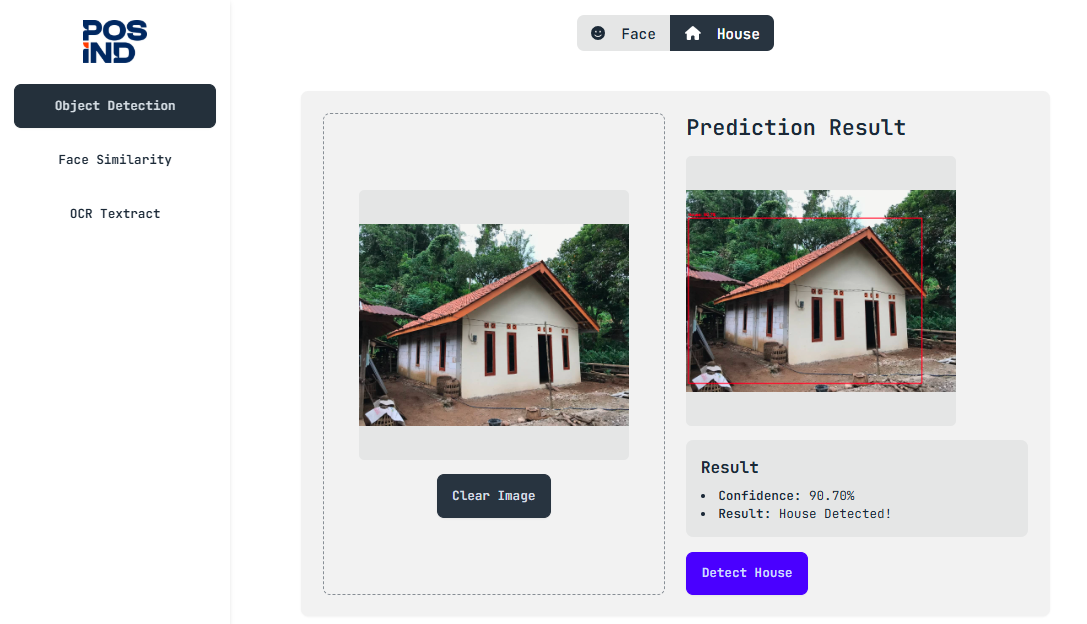 POS
IND
Face
House
Object Detection
Face Similarity
OCR Textract
Clear Image
Prediction Result
Result
• Confidence: 90.70%
• Result: House Detected!
Detect House